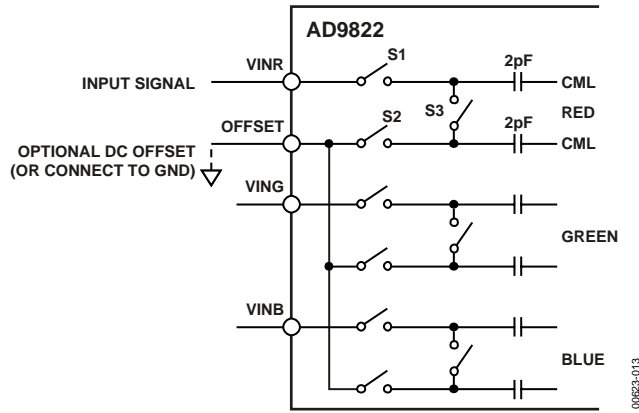 AD9822
VINR
S1
2pF
INPUT SIGNAL
CML
S3
RED
OFFSET
S2
2pF
CML
OPTIONAL DC OFFSET
(OR CONNECT TO GND)
VING
GREEN
VINB
BLUE
00623-013